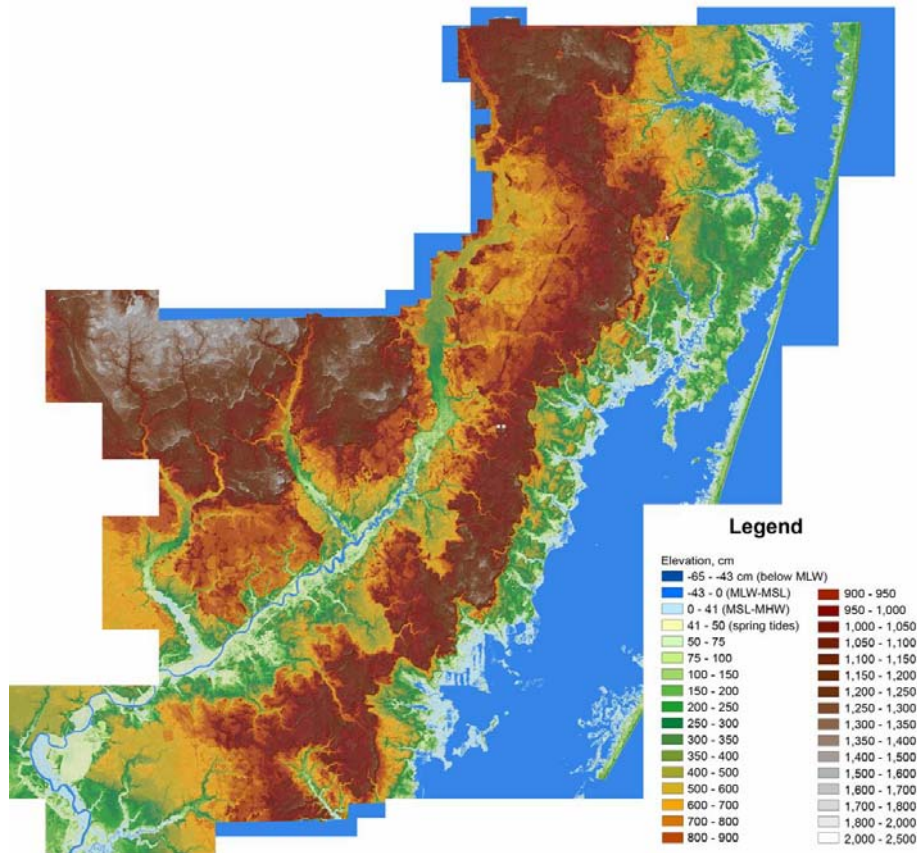 Legend
Elevation, cm
-65 - -43 cm (below MLW)
-43 - 0 (MLW-MSL)
0 - 41 (MSL-MHW)
41 - 50 (spring tides)
50 - 75
75 - 100
100 - 150
150 - 200
200 - 250
250 - 300
300 - 350
350 - 400
400 - 500
500 - 600
600 - 700
700 - 800
800 - 900
900 - 950
950 - 1,000
1,000 - 1,050
1,050 - 1,100
1,100 - 1,150
1,150 - 1,200
1,200 - 1,250
1,250 - 1,300
1,300 - 1,350
1,350 - 1,400
1,400 - 1,500
1,500 - 1,600
1,600 - 1,700
1,700 - 1,800
1,800 - 2,000
2,000 - 2,500